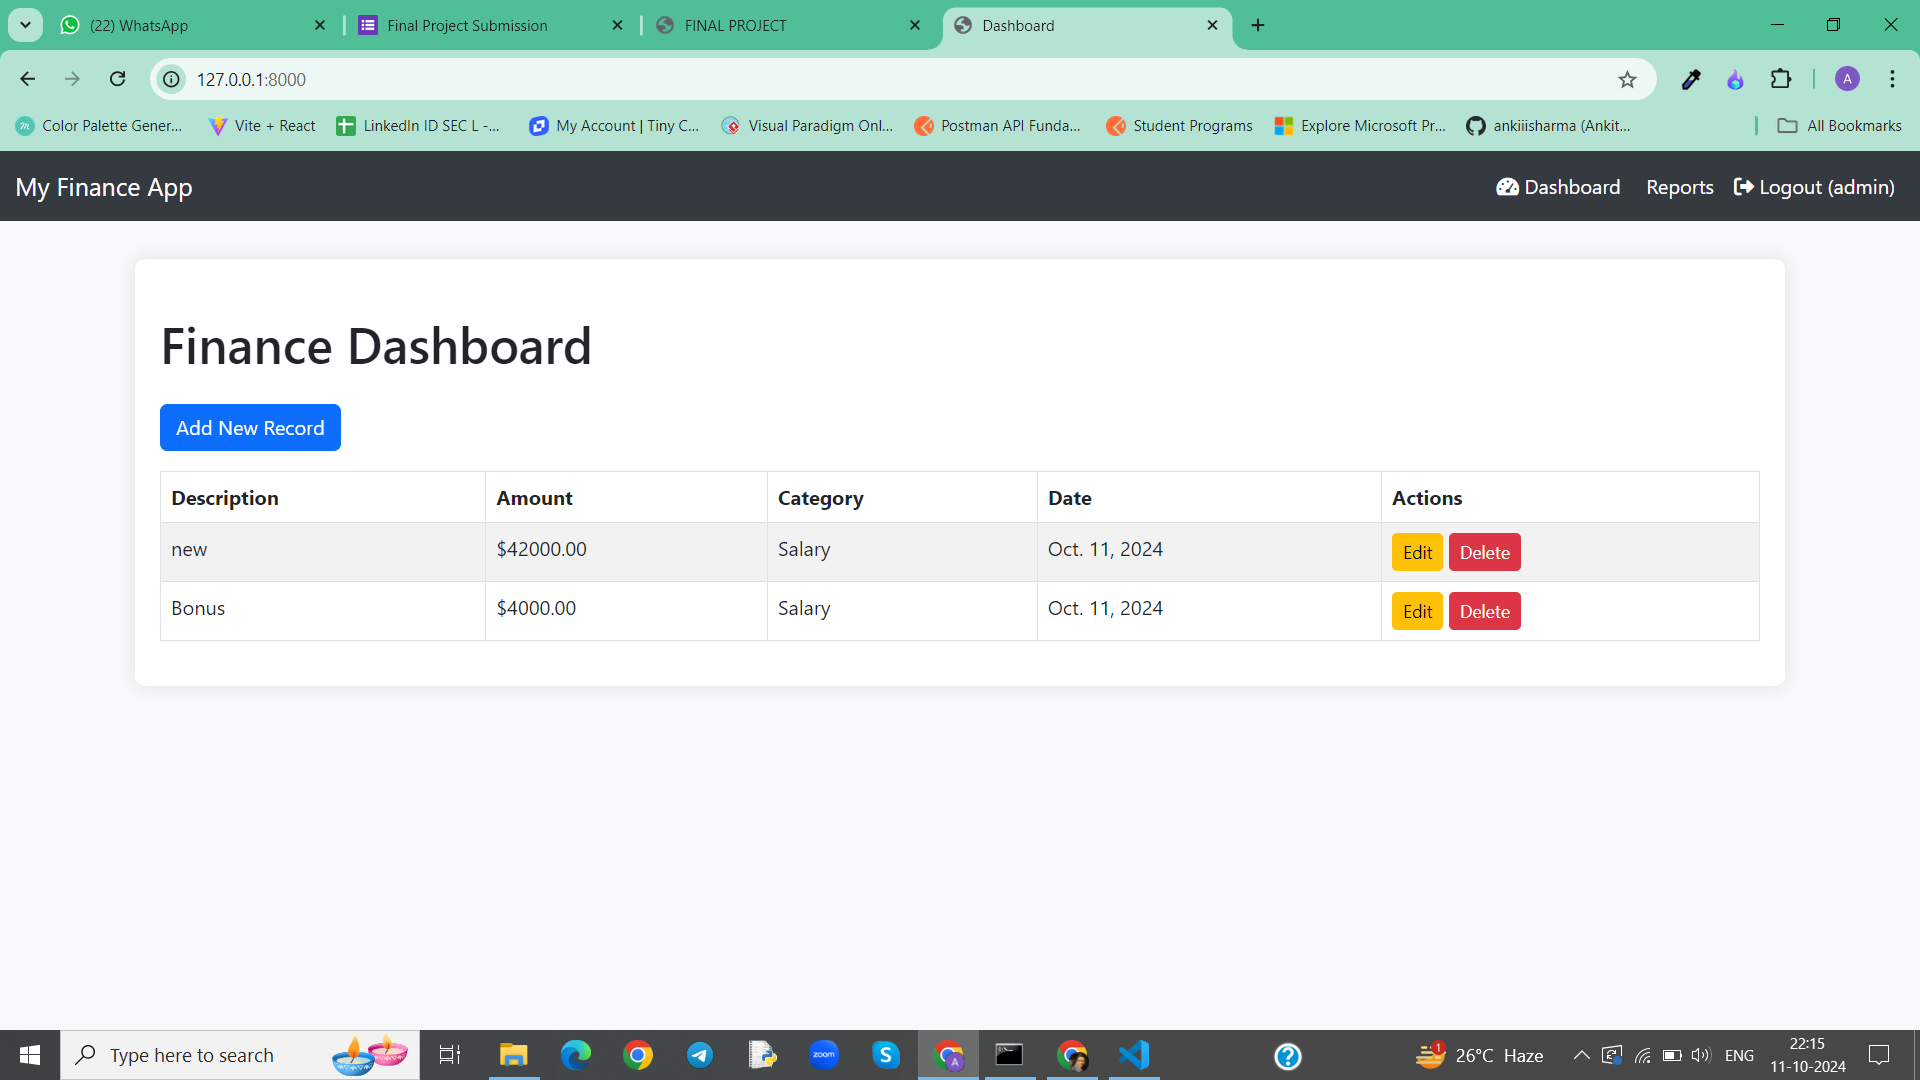 (22) WhatsApp
Final Project Submission
FINAL PROJECT
Dashboard
127.0.0.1:8000
A
Color Palette Gener...
Vite + React
LinkedIn ID SEC L -...
My Account | Tiny C...
Visual Paradigm Onl...
Postman API Funda...
Student Programs
Explore Microsoft Pr...
ankiiisharma (Ankit...
All Bookmarks
My Finance App
Dashboard
Reports
Logout (admin)
Finance Dashboard
Add New Record
Description Amount Category Date Actions
new $42000.00 Salary Oct. 11, 2024 Edit Delete
Bonus $4000.00 Salary Oct. 11, 2024 Edit Delete
Type here to search
zoom
S
A
1
26°C Haze
ENG
22:15
11-10-2024